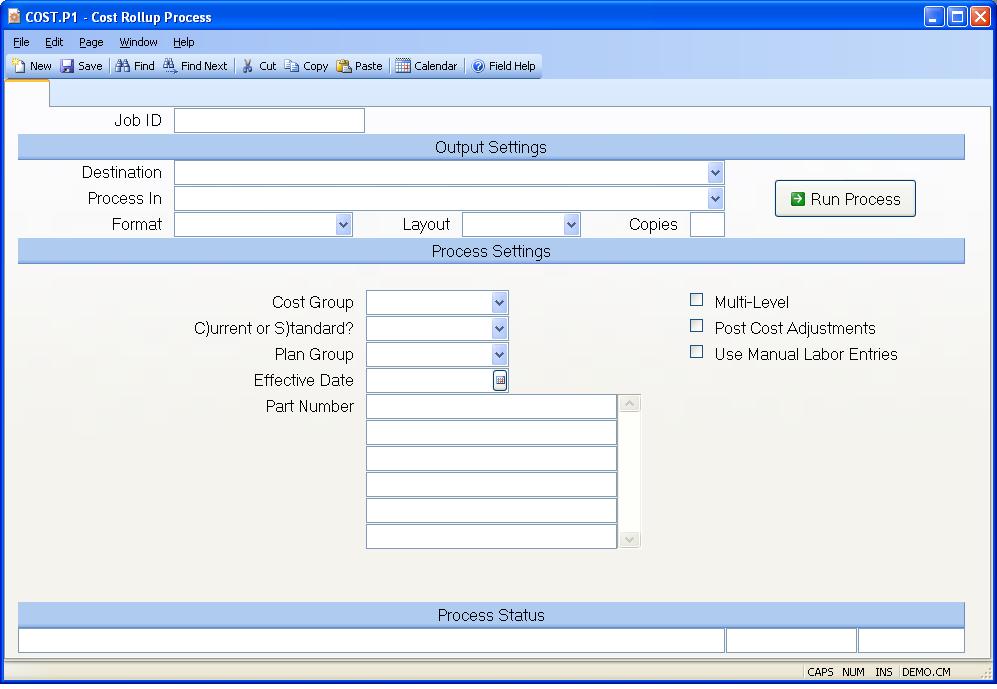 COST.P1 - Cost Rollup Process
File Edit Page Window Help
New Save Find Find Next Cut Copy Paste Calendar Field Help
Job ID
Output Settings
Destination
Process In
Run Process
Format Layout Copies
Process Settings
Cost Group Multi-Level
C)urrent or S)tandard? Post Cost Adjustments
Plan Group Use Manual Labor Entries
Effective Date
Part Number
Process Status
CAPS NUM INS DEMO.CM